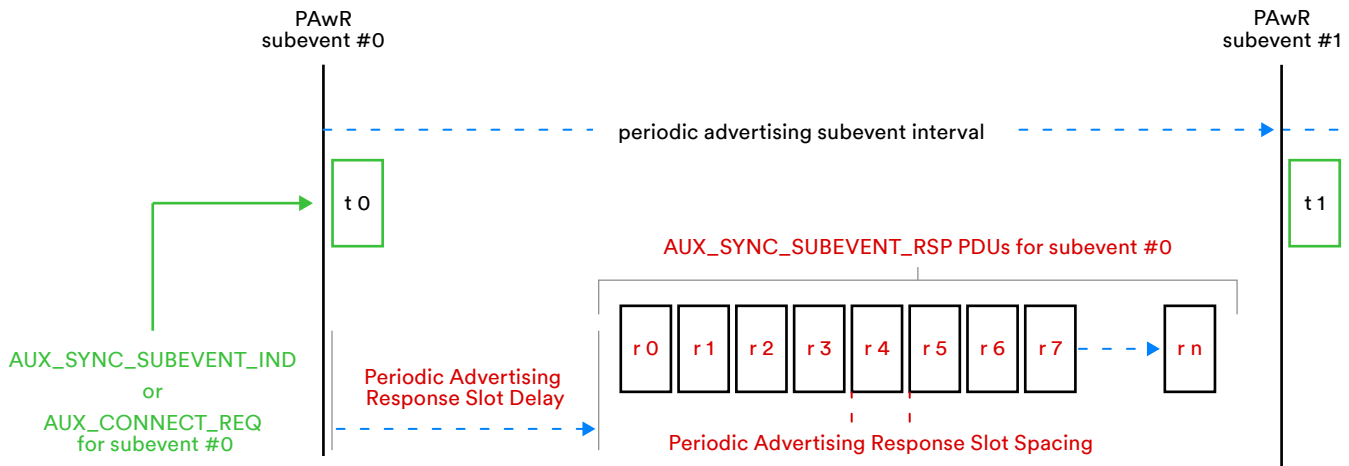 PAwR
subevent #0
PAwR
subevent #1
periodic advertising subevent interval
t 0
t 1
AUX_SYNC_SUBEVENT_RSP PDUs for subevent #0
r 0
r 1
r 2
r 3
r 4
r 5
r 6
r 7
r n
AUX_SYNC_SUBEVENT_IND
or
AUX_CONNECT_REQ
for subevent #0
Periodic Advertising
Response Slot Delay
Periodic Advertising Response Slot Spacing